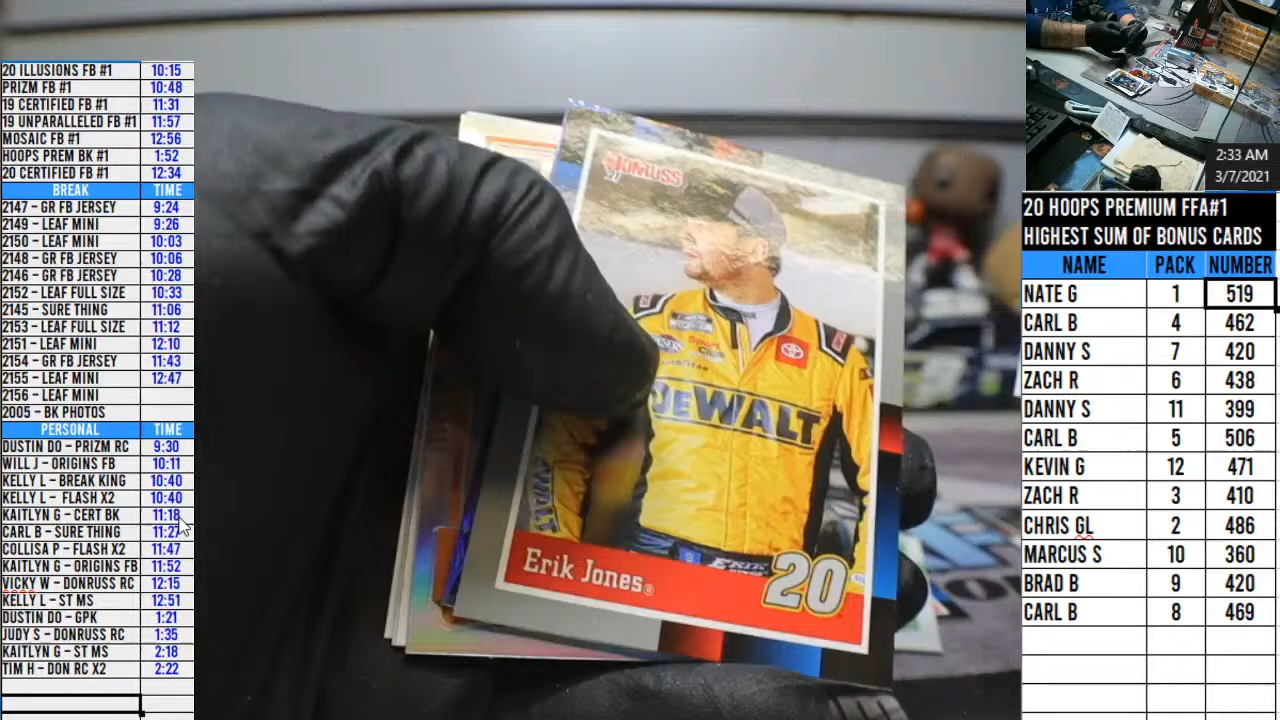 20 ILLUSIONS FB #1 10:15
PRIZM FB #1 10:48
19 CERTIFIED FB #1 11:31
19 UNPARALLELED FB #1 11:57
MOSAIC FB #1 12:56
HOOPS PREM BK #1 1:52
20 CERTIFIED FB #1 12:34
BREAK TIME
2147 - GR FB JERSEY 9:24
2149 - LEAF MINI 9:26
2150 - LEAF MINI 10:03
2148 - GR FB JERSEY 10:06
2146 - GR FB JERSEY 10:28
2152 - LEAF FULL SIZE 10:33
2145 - SURE THING 11:06
2153 - LEAF FULL SIZE 11:12
2151 - LEAF MINI 12:10
2154 - GR FB JERSEY 11:43
2155 - LEAF MINI 12:47
2156 - LEAF MINI
2005 - BK PHOTOS
PERSONAL TIME
DUSTIN DO - PRIZM RC 9:30
WILL J - ORIGINS FB 10:11
KELLY L - BREAK KING 10:40
KELLY L - FLASH X2 10:40
KAITLYN G - CERT BK 11:18
CARL B - SURE THING 11:27
COLLISA P - FLASH X2 11:47
KAITLYN G - ORIGINS FB 11:52
VICKY W - DONRUSS RC 12:15
KELLY L - ST MS 12:51
DUSTIN DO - GPK 1:21
JUDY S - DONRUSS RC 1:35
KAITLYN G - ST MS 2:18
TIM H - DON RC X2 2:22
DONRUSS
21
DEWALT
Erik Jones
20
2:33 AM
3/7/2021
20 HOOPS PREMIUM FFA#1
HIGHEST SUM OF BONUS CARDS
NAME PACK NUMBER
NATE G 1 519
CARL B 4 462
DANNY S 7 420
ZACH R 6 438
DANNY S 11 399
CARL B 5 506
KEVIN G 12 471
ZACH R 3 410
CHRIS GL 2 486
MARCUS S 10 360
BRAD B 9 420
CARL B 8 469